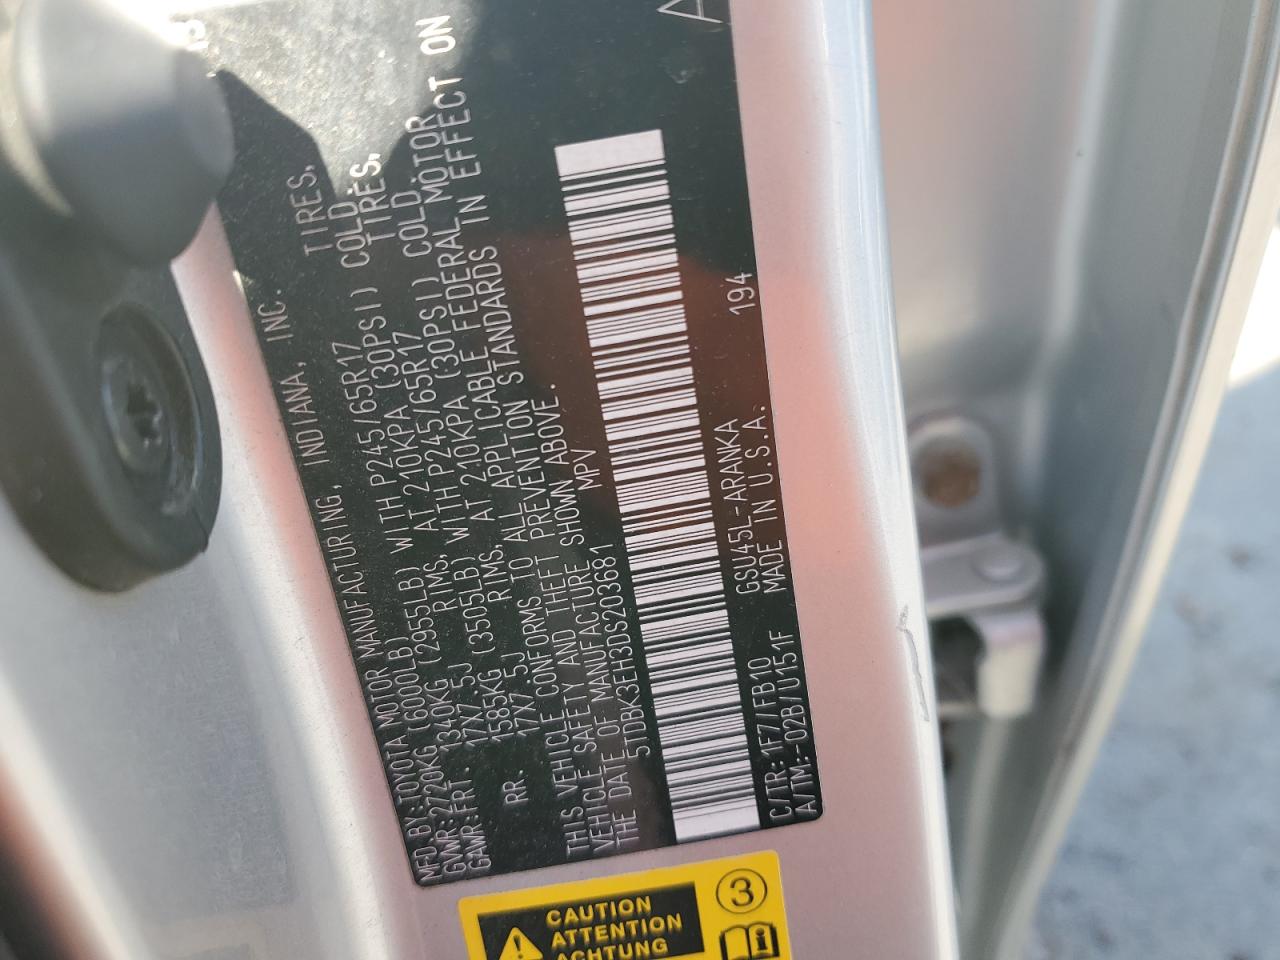 MFD. BY: TOYOTA MOTOR MANUFACTURING, INDIANA, INC.
GVWR: 2720KG (6000LB)
GAWR: FRT. 1340KG (2955LB) WITH P245/65R17 TIRES,
17X7.5J RIMS, AT 210KPA (30PSI) COLD.
RR. 1585KG (3505LB) WITH P245/65R17 TIRES,
17X7.5J RIMS, AT 210KPA (30PSI) COLD.
THIS VEHICLE CONFORMS TO ALL APPLICABLE FEDERAL MOTOR
VEHICLE SAFETY AND THEFT PREVENTION STANDARDS IN EFFECT ON
THE DATE OF MANUFACTURE SHOWN ABOVE.
5TDBK3EH3DS203681 MPV
C/TR: 1F7/FB10 GSU45L-ARANKA 194
A/TM: -02B/U151F MADE IN U.S.A.
CAUTION
ATTENTION
ACHTUNG
3